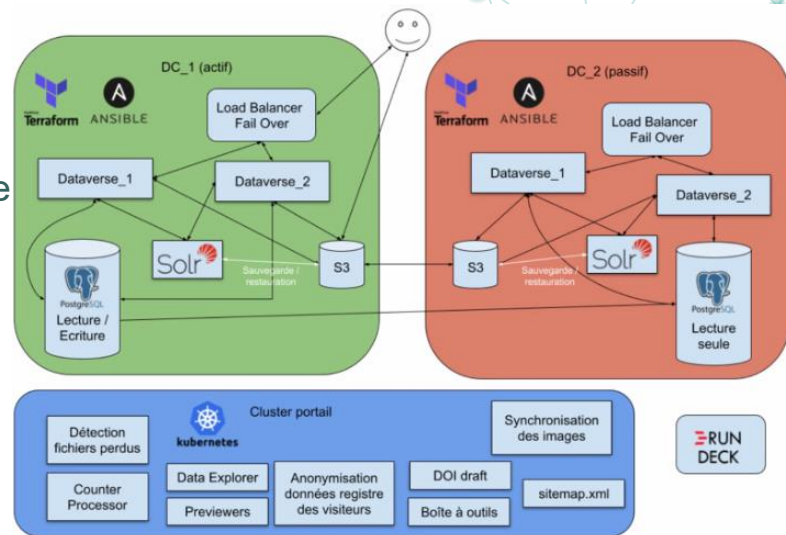 DC_1 (actif)
HashiCorp
Terraform
A
ANSIBLE
Load Balancer
Fail Over
Dataverse_1
Dataverse_2
Solr
S3
Sauvegarde /
restauration
PostgreSQL
Lecture /
Ecriture
e
DC_2 (passif)
HashiCorp
Terraform
A
ANSIBLE
Load Balancer
Fail Over
Dataverse_1
Dataverse_2
S3
Solr
Sauvegarde /
restauration
PostgreSQL
Lecture
seule
Cluster portail
kubernetes
Détection
fichiers perdus
Counter
Processor
Data Explorer
Previewers
Anonymisation
données registre
des visiteurs
DOI draft
Boîte à outils
Synchronisation
des images
sitemap.xml
RUN
DECK